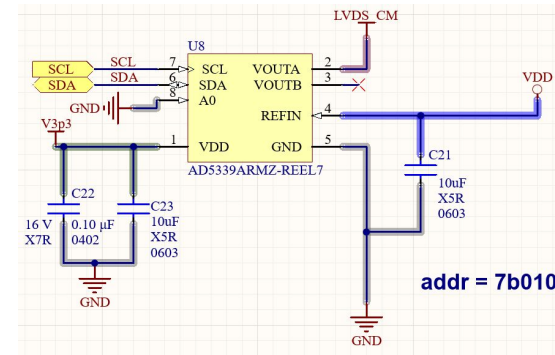 LVDS_CM
U8
SCL SCL 7 SCL VOUTA 2
SDA SDA 6 SDA VOUTB 3
GND 8 A0
VDD
REFIN 4
V3p3
1 VDD GND 5
AD5339ARMZ-REEL7
C21
10uF
X5R
0603
C22
16 V 0.10 µF
X7R 0402
C23
10uF
X5R
0603
addr = 7b010
GND
GND